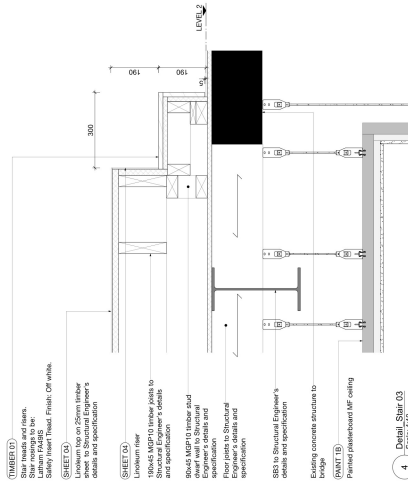 TIMBER 01
Stair treads and risers.
Stair nosings to be:
Latham FA49BS
Safety Insert Tread. Finish: Off white.
SHEET 04
Linoleum top on 25mm timber
sheet to Structural Engineer's
details and specification
SHEET 04
Linoleum riser
190x45 MGP10 timber joists to
Structural Engineer's details
and specification
90x45 MGP10 timber stud
dwarf wall to Structural
Engineer's details and
specification
Floor joists to Structural
Engineer's details and
specification
SB3 to Structural Engineer's
details and specification
Existing concrete structure to
bridge
PAINT 1B
Painted plasterboard MF ceiling
300
190
190
LEVEL 2
4
Detail_Stair 03